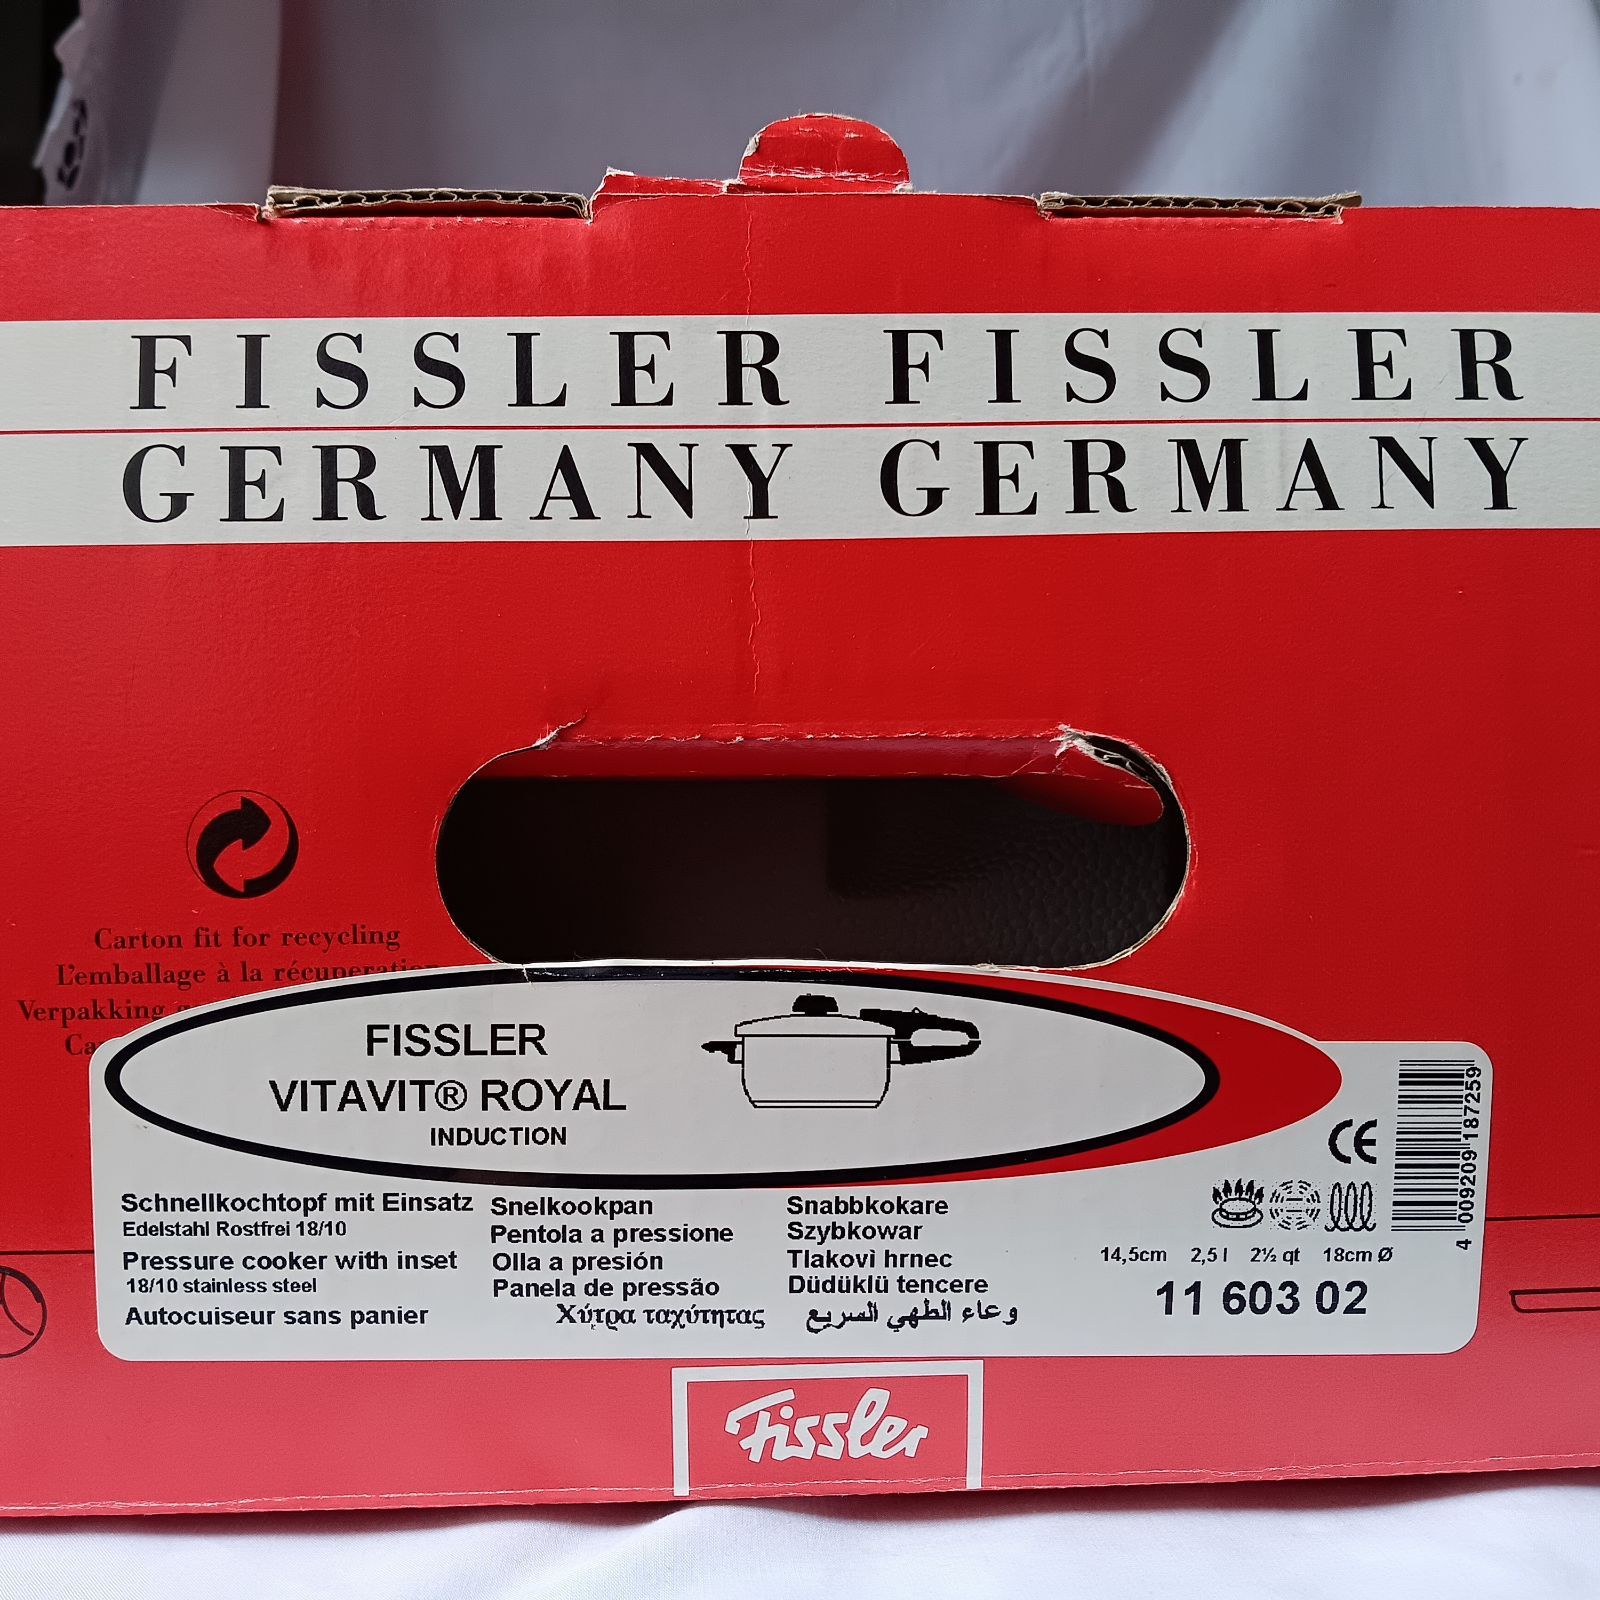 FISSLER FISSLER
GERMANY GERMANY
Carton fit for recycling
L'emballage à la
Verpakking
FISSLER
VITAVIT® ROYAL
INDUCTION
Schnellkochtopf mit Einsatz
Edelstahl Rostfrei 18/10
Pressure cooker with inset
18/10 stainless steel
Autocuiseur sans panier
Snelkookpan
Pentola a pressione
Olla a presión
Panela de pressão
Χύτρα ταχύτητας
Snabbkokare
Szybkowar
Tlakovì hrnec
Düdüklü tencere
وعاء الطهي السريع
CE
4 009209 187259
14,5cm 2,5 l 2½ qt 18cm Ø
11 603 02
Fissler